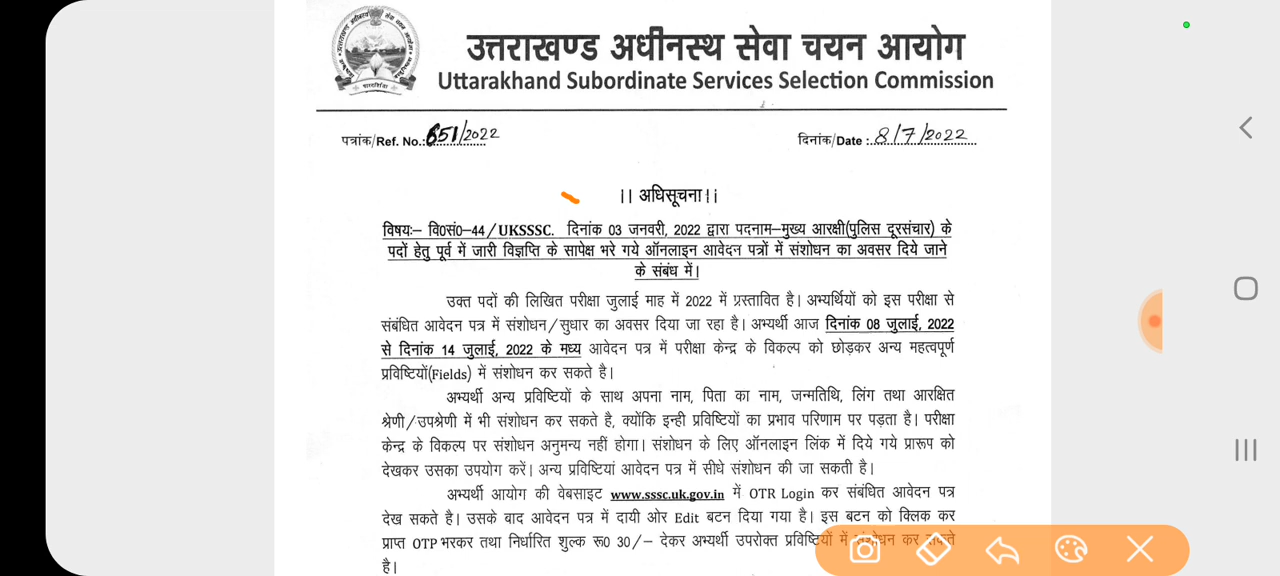 उत्तराखण्ड अधीनस्थ सेवा चयन आयोग
Uttarakhand Subordinate Services Selection Commission
पत्रांक/Ref. No.:651/2022 दिनांक/Date :8/7/2022
।। अधिसूचना।।
विषयः– वि0सं0–44/UKSSSC. दिनांक 03 जनवरी, 2022 द्वारा पदनाम–मुख्य आरक्षी(पुलिस दूरसंचार) के
पदों हेतु पूर्व में जारी विज्ञप्ति के सापेक्ष भरे गये ऑनलाइन आवेदन पत्रों में संशोधन का अवसर दिये जाने
के संबंध में।
उक्त पदों की लिखित परीक्षा जुलाई माह में 2022 में प्रस्तावित है। अभ्यर्थियों को इस परीक्षा से
संबंधित आवेदन पत्र में संशोधन/सुधार का अवसर दिया जा रहा है। अभ्यर्थी आज दिनांक 08 जुलाई, 2022
से दिनांक 14 जुलाई, 2022 के मध्य आवेदन पत्र में परीक्षा केन्द्र के विकल्प को छोड़कर अन्य महत्वपूर्ण
प्रविष्टियों(Fields) में संशोधन कर सकते है।
अभ्यर्थी अन्य प्रविष्टियों के साथ अपना नाम, पिता का नाम, जन्मतिथि, लिंग तथा आरक्षित
श्रेणी/उपश्रेणी में भी संशोधन कर सकते है, क्योंकि इन्ही प्रविष्टियों का प्रभाव परिणाम पर पड़ता है। परीक्षा
केन्द्र के विकल्प पर संशोधन अनुमन्य नहीं होगा। संशोधन के लिए ऑनलाइन लिंक में दिये गये प्रारूप को
देखकर उसका उपयोग करें। अन्य प्रविष्टियां आवेदन पत्र में सीधे संशोधन की जा सकती है।
अभ्यर्थी आयोग की वेबसाइट www.sssc.uk.gov.in में OTR Login कर संबंधित आवेदन पत्र
देख सकते है। उसके बाद आवेदन पत्र में दायी ओर Edit बटन दिया गया है। इस बटन को क्लिक कर
प्राप्त OTP भरकर तथा निर्धारित शुल्क रू0 30/– देकर अभ्यर्थी उपरोक्त प्रविष्टियों में संशोधन कर सकते
है।